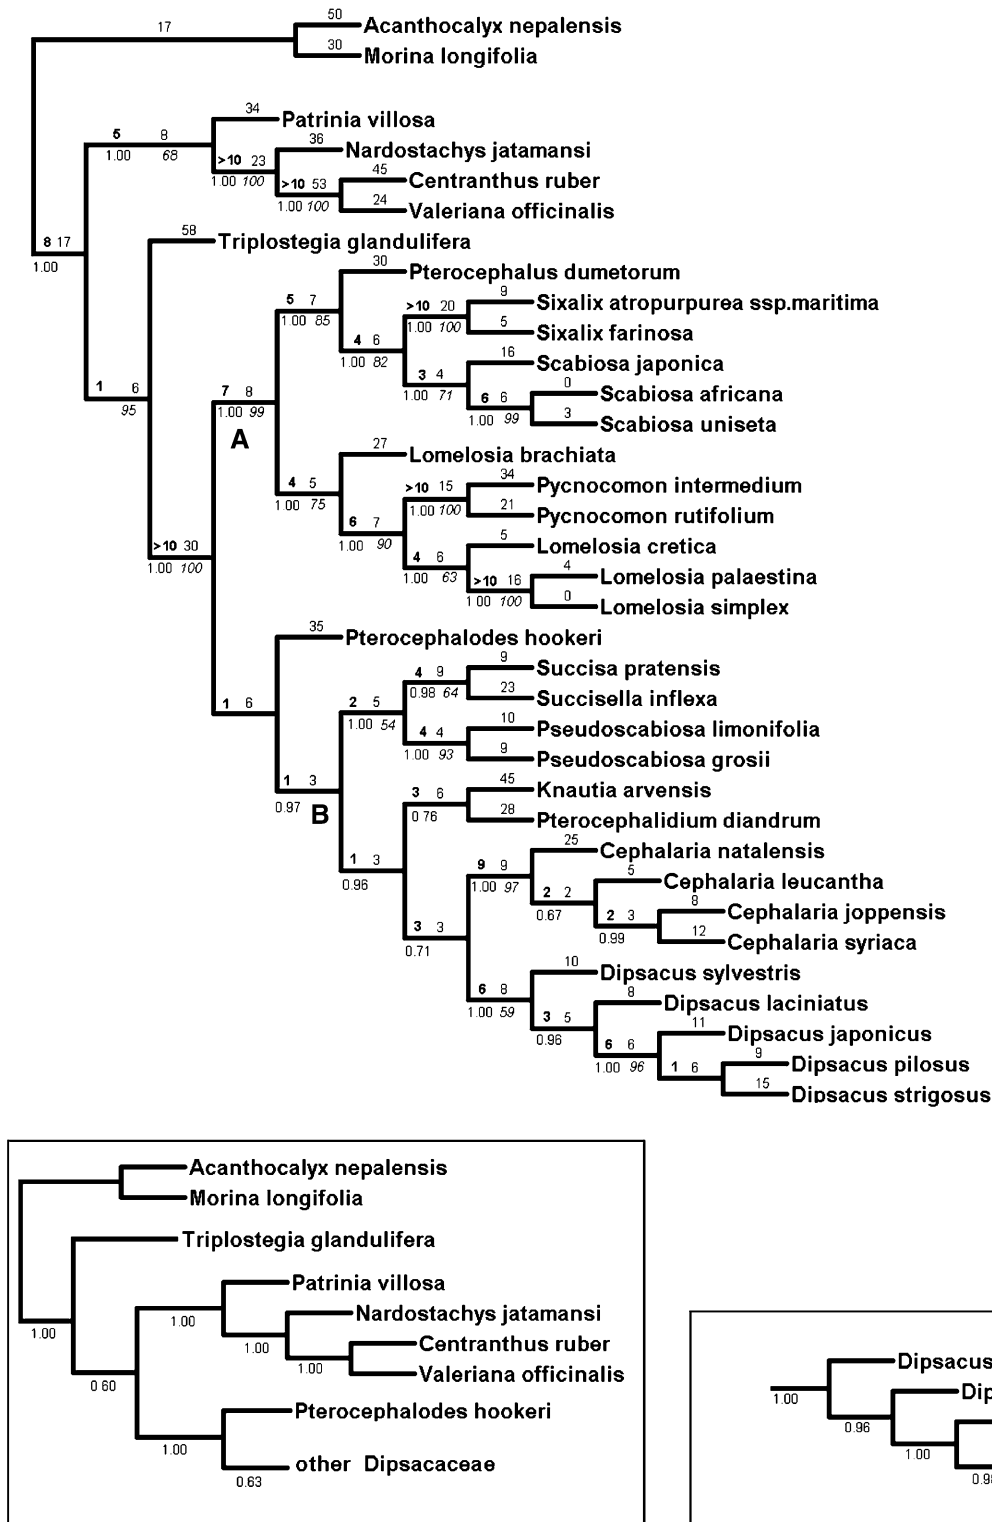 50
Acanthocalyx nepalensis
17
30
Morina longifolia
34
Patrinia villosa
5 8
1.00 68
36
Nardostachys jatamansi
>10 23
1.00 100
45
Centranthus ruber
>10 53
1.00 100
24
Valeriana officinalis
58
Triplostegia glandulifera
8 17
1.00
30
Pterocephalus dumetorum
5 7
1.00 85
9
Sixalix atropurpurea ssp.maritima
>10 20
1.00 100
5
Sixalix farinosa
4 6
1.00 82
16
Scabiosa japonica
3 4
1.00 71
0
Scabiosa africana
6 6
1.00 99
3
Scabiosa uniseta
1 6
95
7 8
1.00 99
A
27
Lomelosia brachiata
4 5
1.00 75
34
Pycnocomon intermedium
>10 15
1.00 100
21
Pycnocomon rutifolium
6 7
1.00 90
5
Lomelosia cretica
4 6
1.00 63
4
Lomelosia palaestina
>10 16
1.00 100
0
Lomelosia simplex
>10 30
1.00 100
35
Pterocephalodes hookeri
9
Succisa pratensis
4 9
0.98 64
23
Succisella inflexa
2 5
1.00 54
10
Pseudoscabiosa limonifolia
4 4
1.00 93
9
Pseudoscabiosa grosii
1 6
1 3
0.97
B
45
Knautia arvensis
3 6
0 76
28
Pterocephalidium diandrum
1 3
0.96
25
Cephalaria natalensis
9 9
1.00 97
5
Cephalaria leucantha
2 2
0.67
8
Cephalaria joppensis
2 3
0.99
12
Cephalaria syriaca
3 3
0.71
10
Dipsacus sylvestris
6 8
1.00 59
8
Dipsacus laciniatus
3 5
0.96
11
Dipsacus japonicus
6 6
1.00 96
9
Dipsacus pilosus
1 6
15
Dipsacus strigosus
Acanthocalyx nepalensis
Morina longifolia
Triplostegia glandulifera
Patrinia villosa
1.00
Nardostachys jatamansi
1.00
1.00
Centranthus ruber
1.00
Valeriana officinalis
0 60
Pterocephalodes hookeri
1.00
other Dipsacaceae
0.63
Dipsacus
1.00
Dip
0.96
1.00
0.9